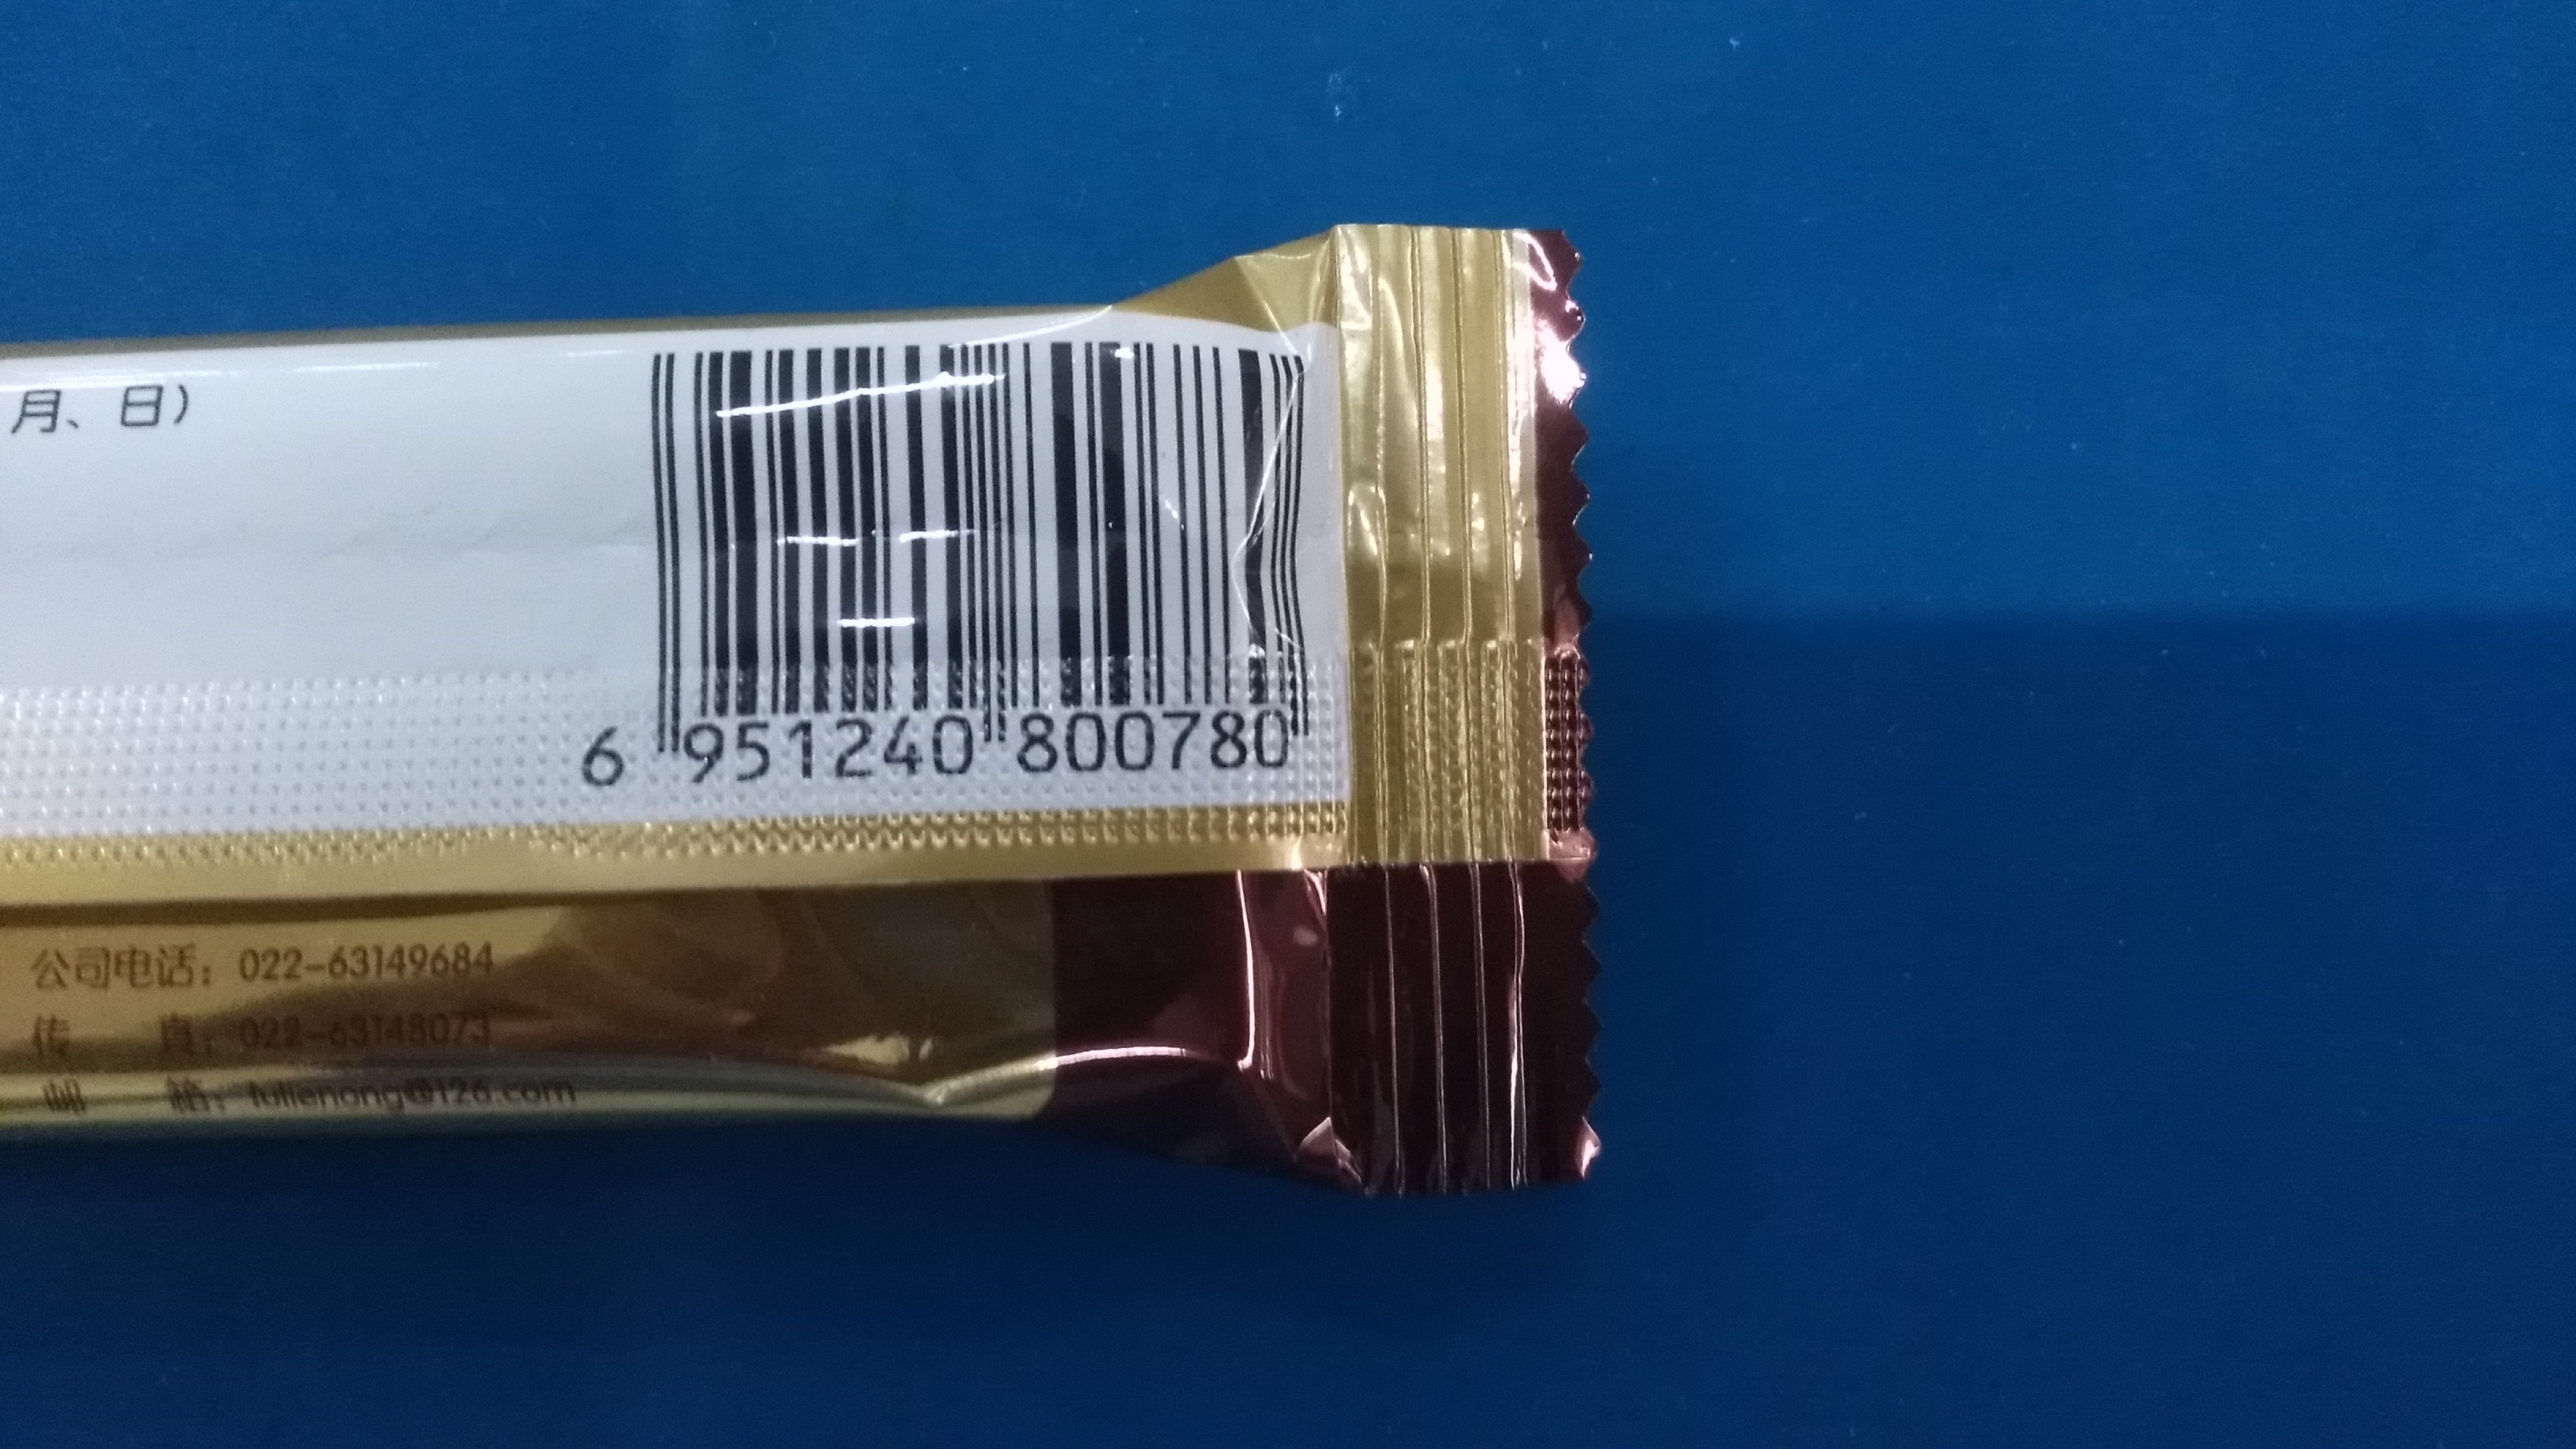 月、日)
6 951240 800780
公司电话：022-63149684
传 真：022-63148073
邮 箱：fulienong@126.com